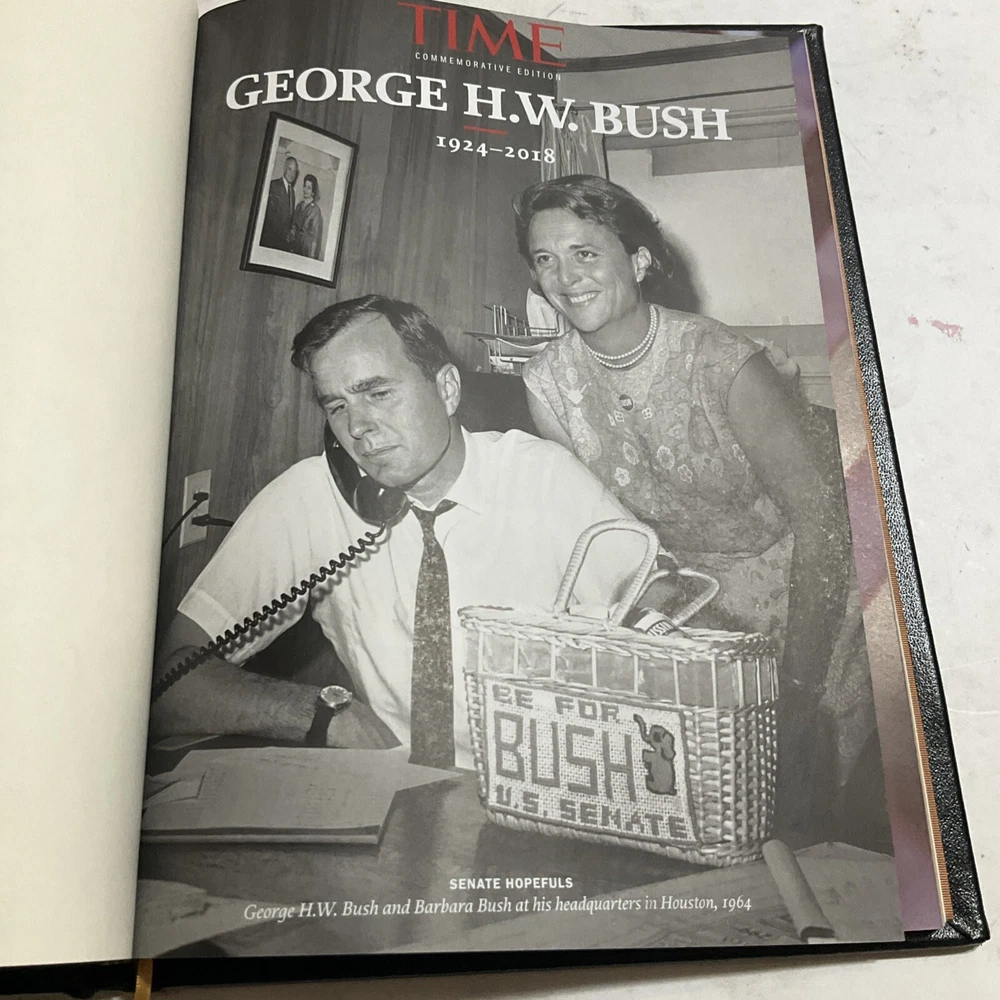 TIME
COMMEMORATIVE EDITION
GEORGE H.W. BUSH
1924–2018
BE FOR
BUSH
U.S. SENATE
SENATE HOPEFULS
George H.W. Bush and Barbara Bush at his headquarters in Houston, 1964